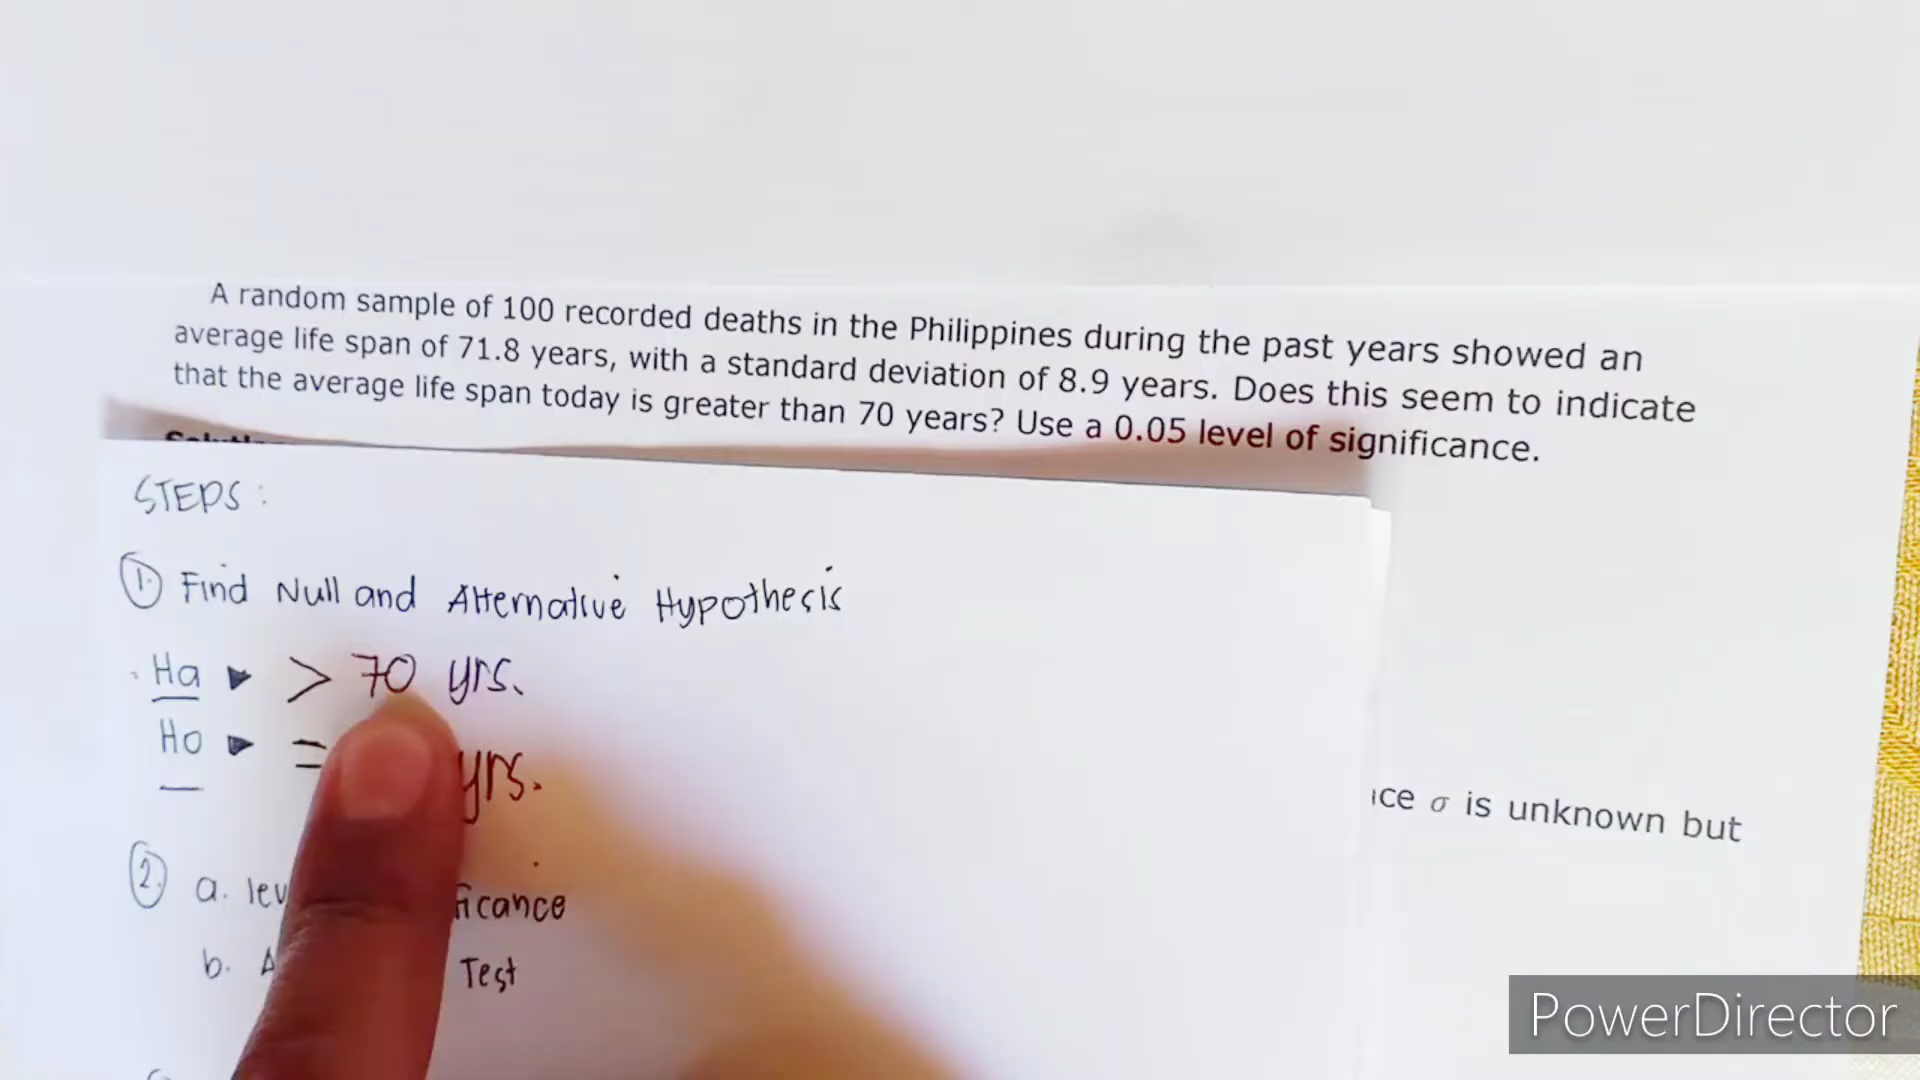 A random sample of 100 recorded deaths in the Philippines during the past years showed an
average life span of 71.8 years, with a standard deviation of 8.9 years. Does this seem to indicate
that the average life span today is greater than 70 years? Use a 0.05 level of significance.
STEPS :
1. Find Null and Alternative Hypothesis
Ha ▶ > 70 yrs.
Ho ▶ = yrs.
σ is unknown but
2. a.
b. Test
PowerDirector